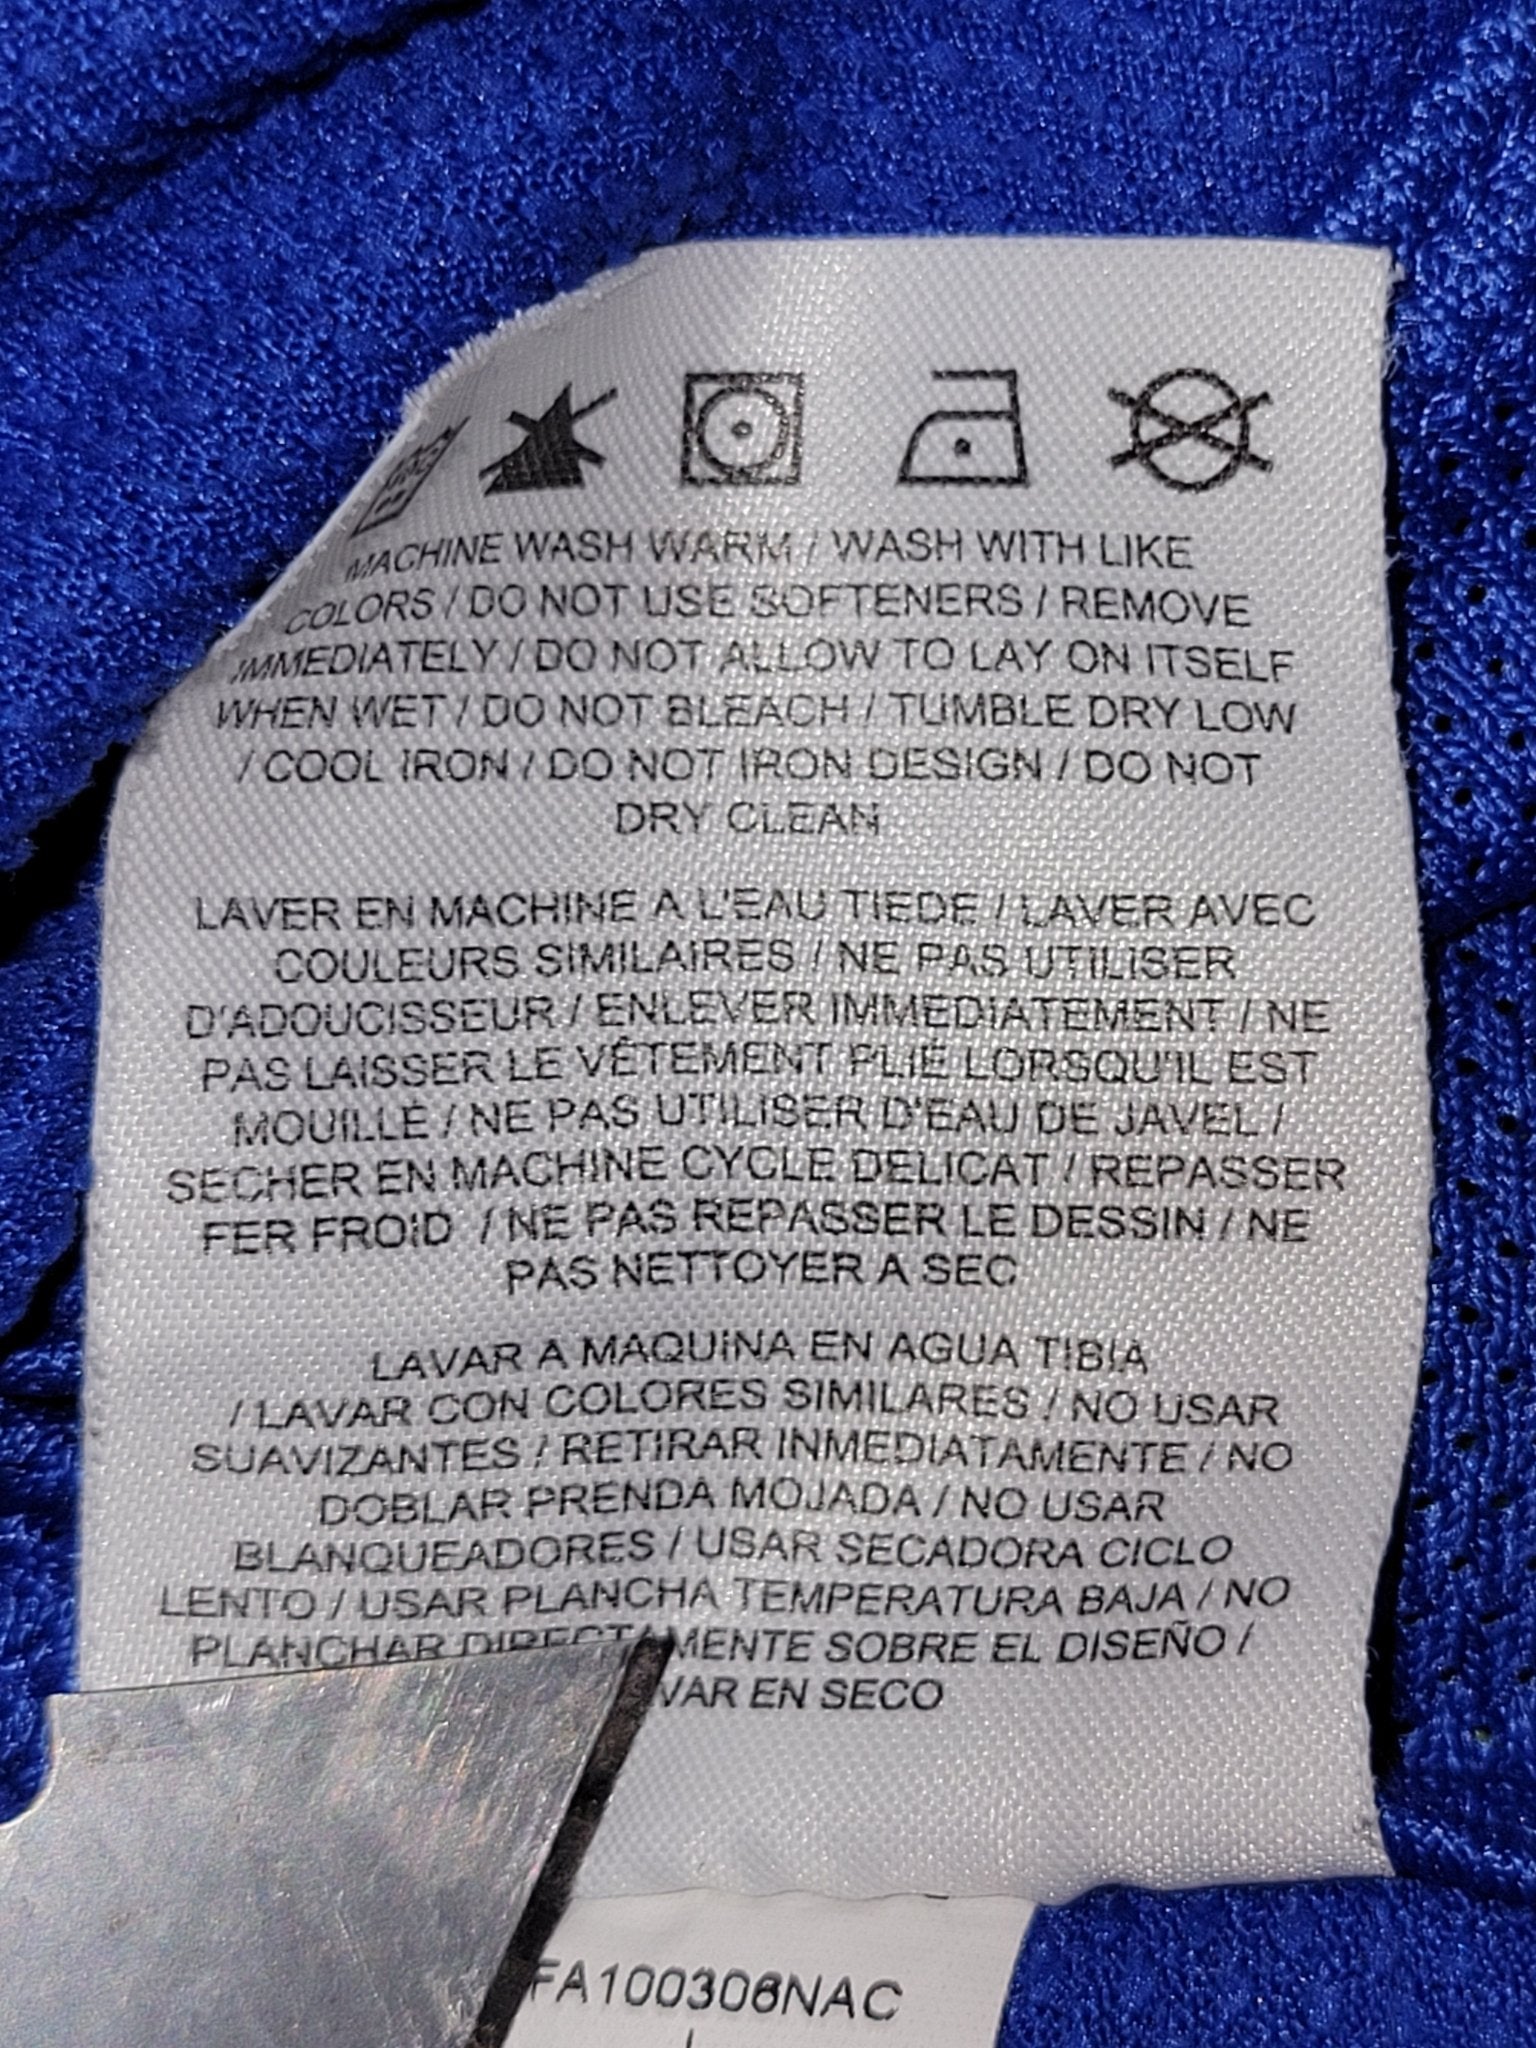 MACHINE WASH WARM / WASH WITH LIKE
COLORS / DO NOT USE SOFTENERS / REMOVE
IMMEDIATELY / DO NOT ALLOW TO LAY ON ITSELF
WHEN WET / DO NOT BLEACH / TUMBLE DRY LOW
/ COOL IRON / DO NOT IRON DESIGN / DO NOT
DRY CLEAN
LAVER EN MACHINE A L'EAU TIEDE / LAVER AVEC
COULEURS SIMILAIRES / NE PAS UTILISER
D'ADOUCISSEUR / ENLEVER IMMEDIATEMENT / NE
PAS LAISSER LE VÊTEMENT PLIÉ LORSQU'IL EST
MOUILLÉ / NE PAS UTILISER D'EAU DE JAVEL /
SECHER EN MACHINE CYCLE DELICAT / REPASSER
FER FROID / NE PAS REPASSER LE DESSIN / NE
PAS NETTOYER A SEC
LAVAR A MAQUINA EN AGUA TIBIA
/ LAVAR CON COLORES SIMILARES / NO USAR
SUAVIZANTES / RETIRAR INMEDIATAMENTE / NO
DOBLAR PRENDA MOJADA / NO USAR
BLANQUEADORES / USAR SECADORA CICLO
LENTO / USAR PLANCHA TEMPERATURA BAJA / NO
PLANCHAR DIRECTAMENTE SOBRE EL DISEÑO /
VAR EN SECO
FA100306NAC